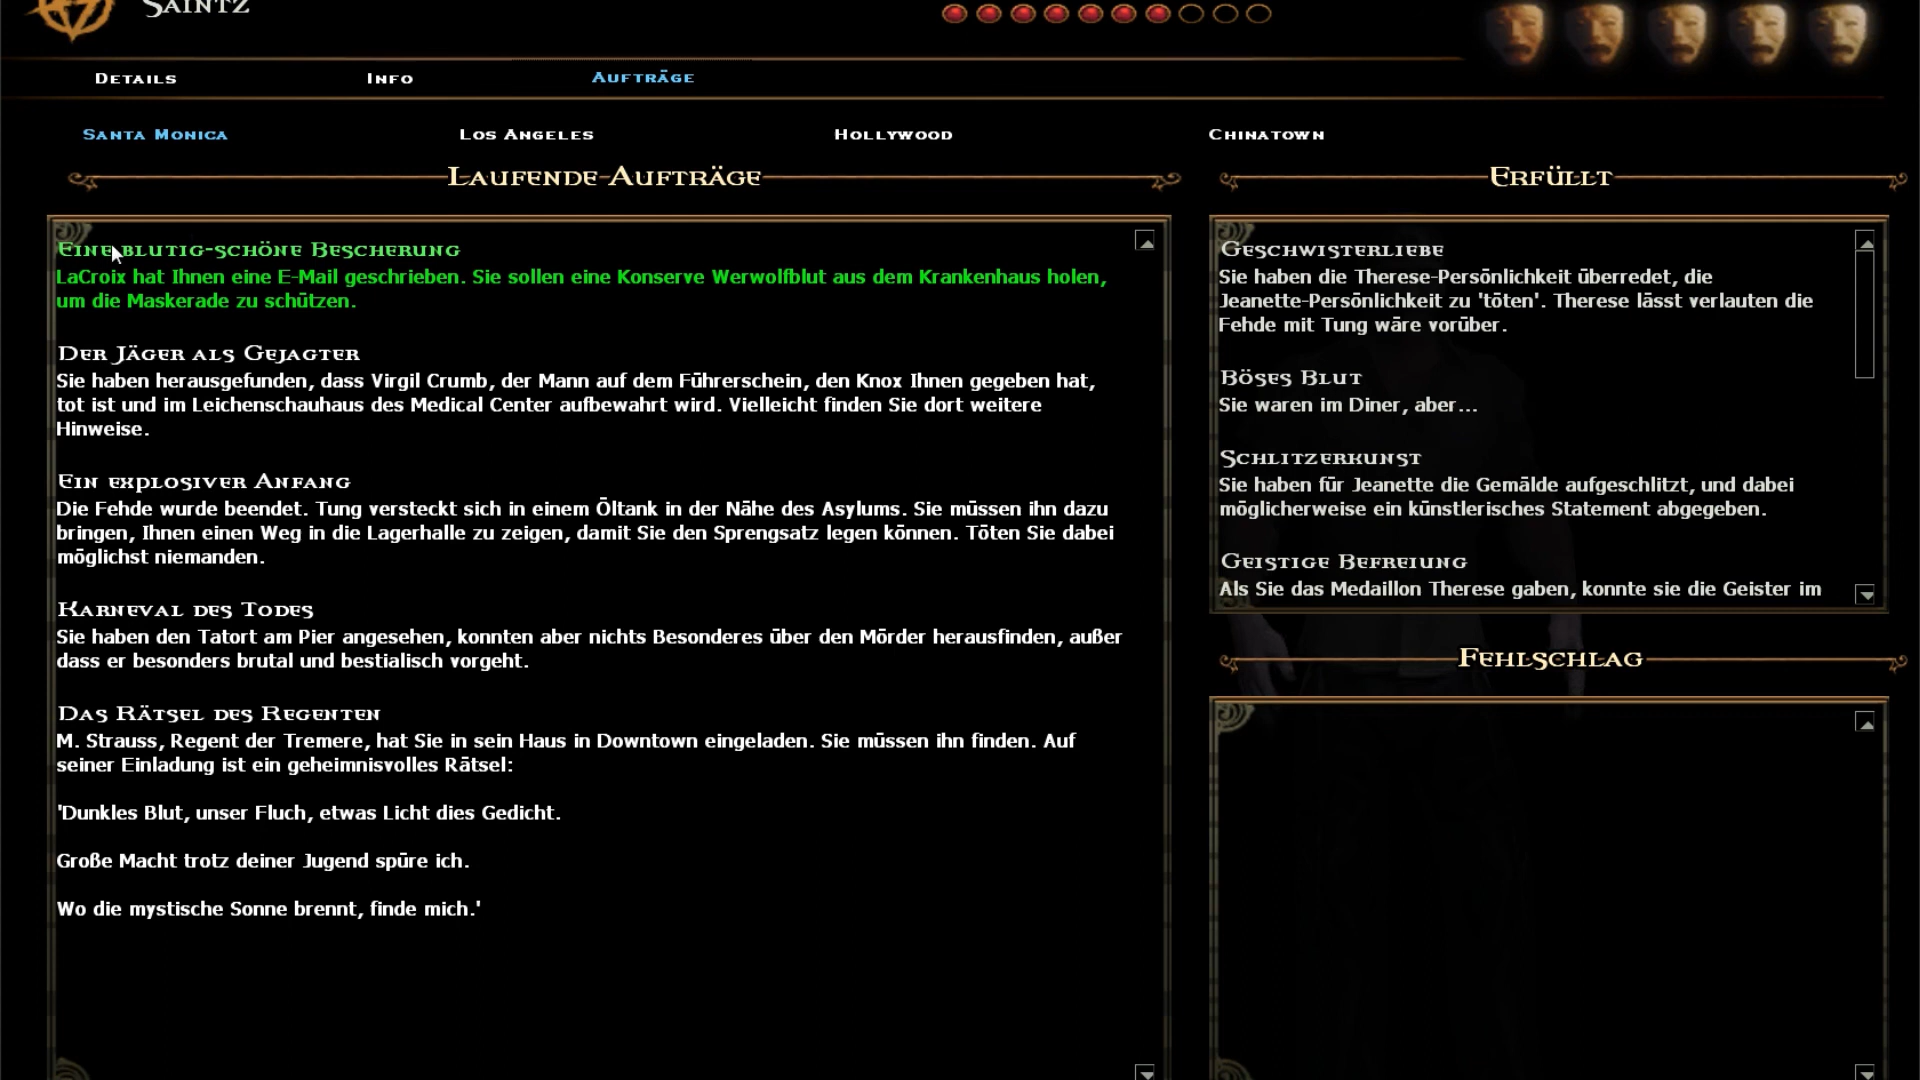 Saintz
Details
Info
Aufträge
Santa Monica
Los Angeles
Hollywood
Chinatown
Laufende Aufträge
Eine blutig-schöne Bescherung
LaCroix hat Ihnen eine E-Mail geschrieben. Sie sollen eine Konserve Werwolfblut aus dem Krankenhaus holen,
um die Maskerade zu schützen.
Der Jäger als Gejagter
Sie haben herausgefunden, dass Virgil Crumb, der Mann auf dem Führerschein, den Knox Ihnen gegeben hat,
tot ist und im Leichenschauhaus des Medical Center aufbewahrt wird. Vielleicht finden Sie dort weitere
Hinweise.
Ein explosiver Anfang
Die Fehde wurde beendet. Tung versteckt sich in einem Öltank in der Nähe des Asylums. Sie müssen ihn dazu
bringen, Ihnen einen Weg in die Lagerhalle zu zeigen, damit Sie den Sprengsatz legen können. Töten Sie dabei
möglichst niemanden.
Karneval des Todes
Sie haben den Tatort am Pier angesehen, konnten aber nichts Besonderes über den Mörder herausfinden, außer
dass er besonders brutal und bestialisch vorgeht.
Das Rätsel des Regenten
M. Strauss, Regent der Tremere, hat Sie in sein Haus in Downtown eingeladen. Sie müssen ihn finden. Auf
seiner Einladung ist ein geheimnisvolles Rätsel:
'Dunkles Blut, unser Fluch, etwas Licht dies Gedicht.
Große Macht trotz deiner Jugend spüre ich.
Wo die mystische Sonne brennt, finde mich.'
Erfüllt
Geschwisterliebe
Sie haben die Therese-Persönlichkeit überredet, die
Jeanette-Persönlichkeit zu 'töten'. Therese lässt verlauten die
Fehde mit Tung wäre vorüber.
Böses Blut
Sie waren im Diner, aber...
Schlitzerkunst
Sie haben für Jeanette die Gemälde aufgeschlitzt, und dabei
möglicherweise ein künstlerisches Statement abgegeben.
Geistige Befreiung
Als Sie das Medaillon Therese gaben, konnte sie die Geister im
Fehlschlag